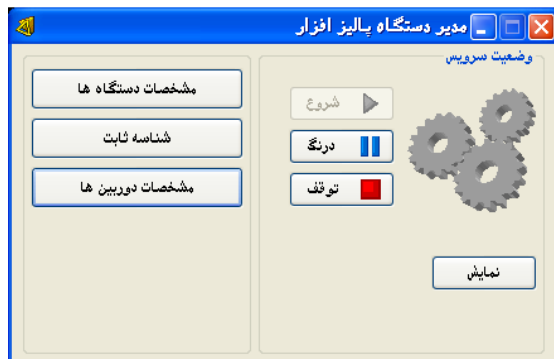 مدیر دستگاه پالیز افزار
وضعیت سرویس
شروع
درنگ
توقف
نمایش
مشخصات دستگاه ها
شناسه ثابت
مشخصات دوربین ها